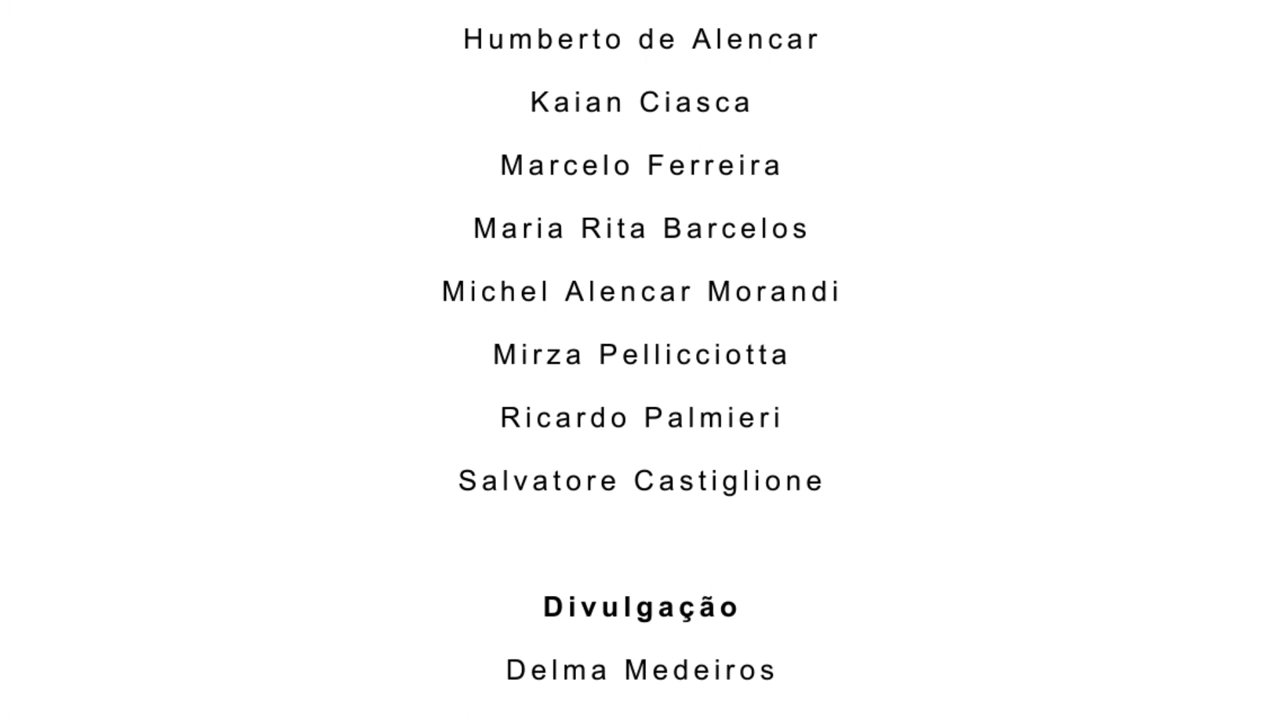 Humberto de Alencar
Kaian Ciasca
Marcelo Ferreira
Maria Rita Barcelos
Michel Alencar Morandi
Mirza Pellicciotta
Ricardo Palmieri
Salvatore Castiglione
Divulgação
Delma Medeiros